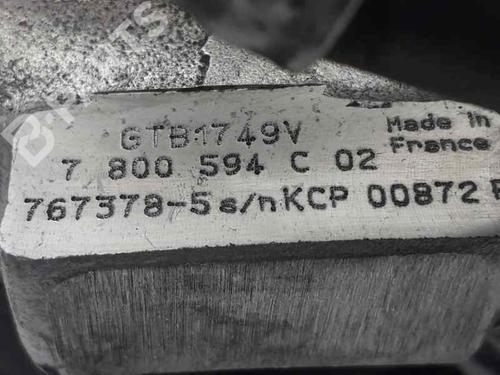 GTB1749V
Made in
France
7 800 594 C 02
767378-5 s/n KCP 00872 P